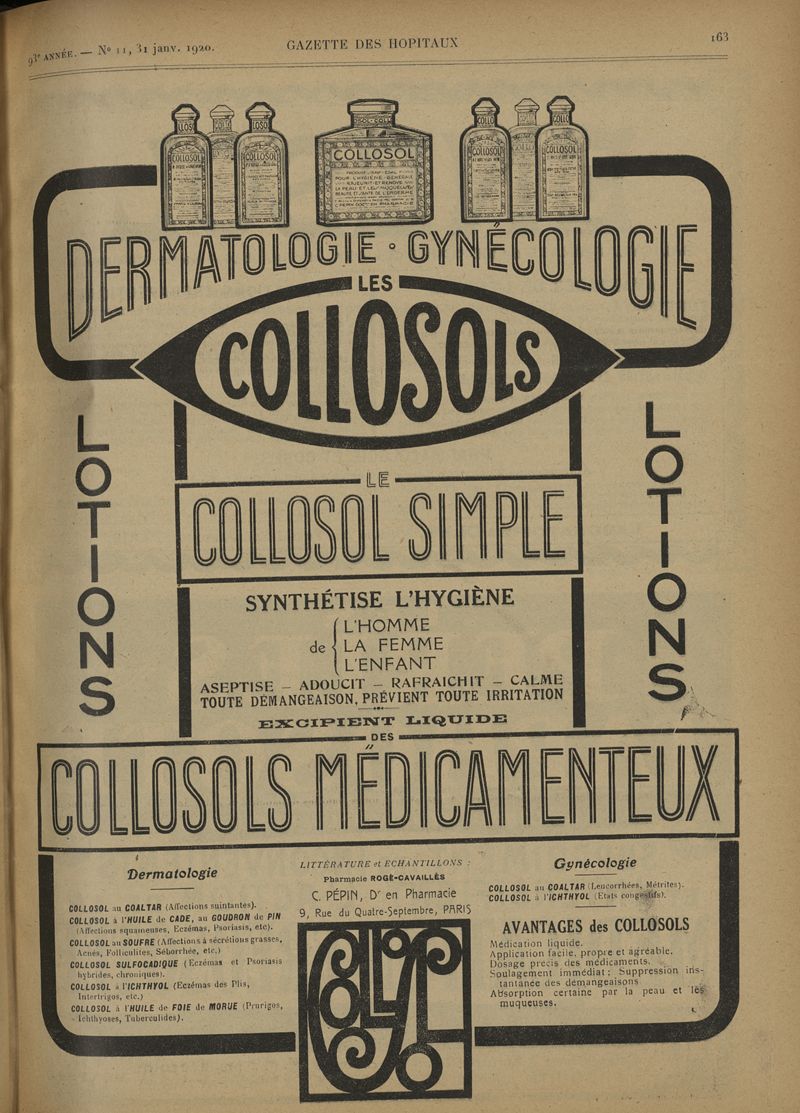 93e ANNÉE. — No 11, 31 janv. 1920.
GAZETTE DES HOPITAUX
163
COLLOSOL
POUR L'HYGIÈNE
DERMATOLOGIE • GYNÉCOLOGIE
LES
COLLOSOLS
LOTIONS
LOTIONS
LE
COLLOSOL SIMPLE
SYNTHÉTISE L'HYGIÈNE
de { L'HOMME
LA FEMME
L'ENFANT
ASEPTISE — ADOUCIT — RAFRAICHIT — CALME
TOUTE DÉMANGEAISON, PRÉVIENT TOUTE IRRITATION
EXCIPIENT LIQUIDE
DES
COLLOSOLS MÉDICAMENTEUX
Dermatologie
COLLOSOL au COALTAR (Affections suintantes).
COLLOSOL à l'HUILE de CADE, au GOUDRON de PIN
(Affections squameuses, Eczémas, Psoriasis, etc).
COLLOSOL au SOUFRE (Affections à sécrétions grasses,
Acnés, Folliculites, Séborrhée, etc.)
COLLOSOL SULFOCADIQUE (Eczémas et Psoriasis
hybrides, chroniques).
COLLOSOL à l'ICHTHYOL (Eczémas des Plis,
Intertrigos, etc.)
COLLOSOL à l'HUILE de FOIE de MORUE (Prurigos,
Ichthyoses, Tuberculides).
LITTÉRATURE et ECHANTILLONS :
Pharmacie ROGÉ-CAVAILLÈS
C. PÉPIN, Dr en Pharmacie
9, Rue du Quatre-Septembre, PARIS
Gynécologie
COLLOSOL au COALTAR (Leucorrhées, Métrites).
COLLOSOL à l'ICHTHYOL (Etats congestifs).
AVANTAGES des COLLOSOLS
Médication liquide.
Application facile, propre et agréable.
Dosage précis des médicaments.
Soulagement immédiat ; Suppression ins-
tantanée des démangeaisons
Absorption certaine par la peau et les
muqueuses.